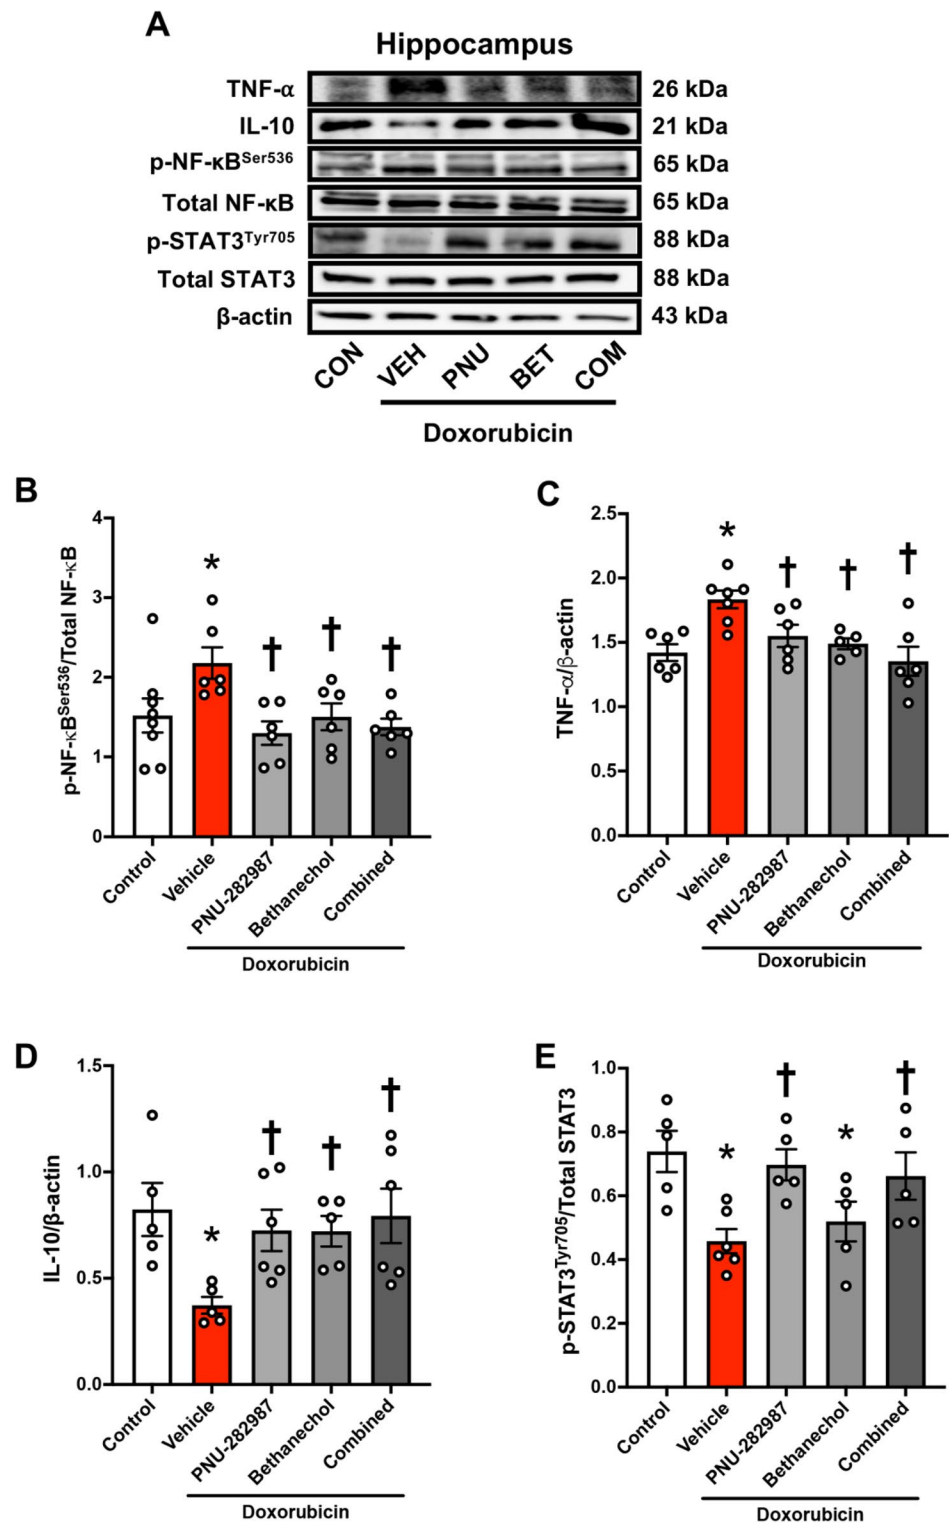 A
Hippocampus
TNF-α 26 kDa
IL-10 21 kDa
p-NF-κBSer536 65 kDa
Total NF-κB 65 kDa
p-STAT3Tyr705 88 kDa
Total STAT3 88 kDa
β-actin 43 kDa
CON VEH PNU BET COM
Doxorubicin
B
p-NF-κBSer536/Total NF-κB
4
3
2
1
0
*
†
†
†
Control Vehicle PNU-282987 Bethanechol Combined
Doxorubicin
C
TNF-α/β-actin
2.5
2.0
1.5
1.0
0.5
0.0
*
†
†
†
Control Vehicle PNU-282987 Bethanechol Combined
Doxorubicin
D
IL-10/β-actin
1.5
1.0
0.5
0.0
*
†
†
†
Control Vehicle PNU-282987 Bethanechol Combined
Doxorubicin
E
p-STAT3Tyr705/Total STAT3
1.0
0.8
0.6
0.4
0.2
0.0
*
†
*
†
Control Vehicle PNU-282987 Bethanechol Combined
Doxorubicin